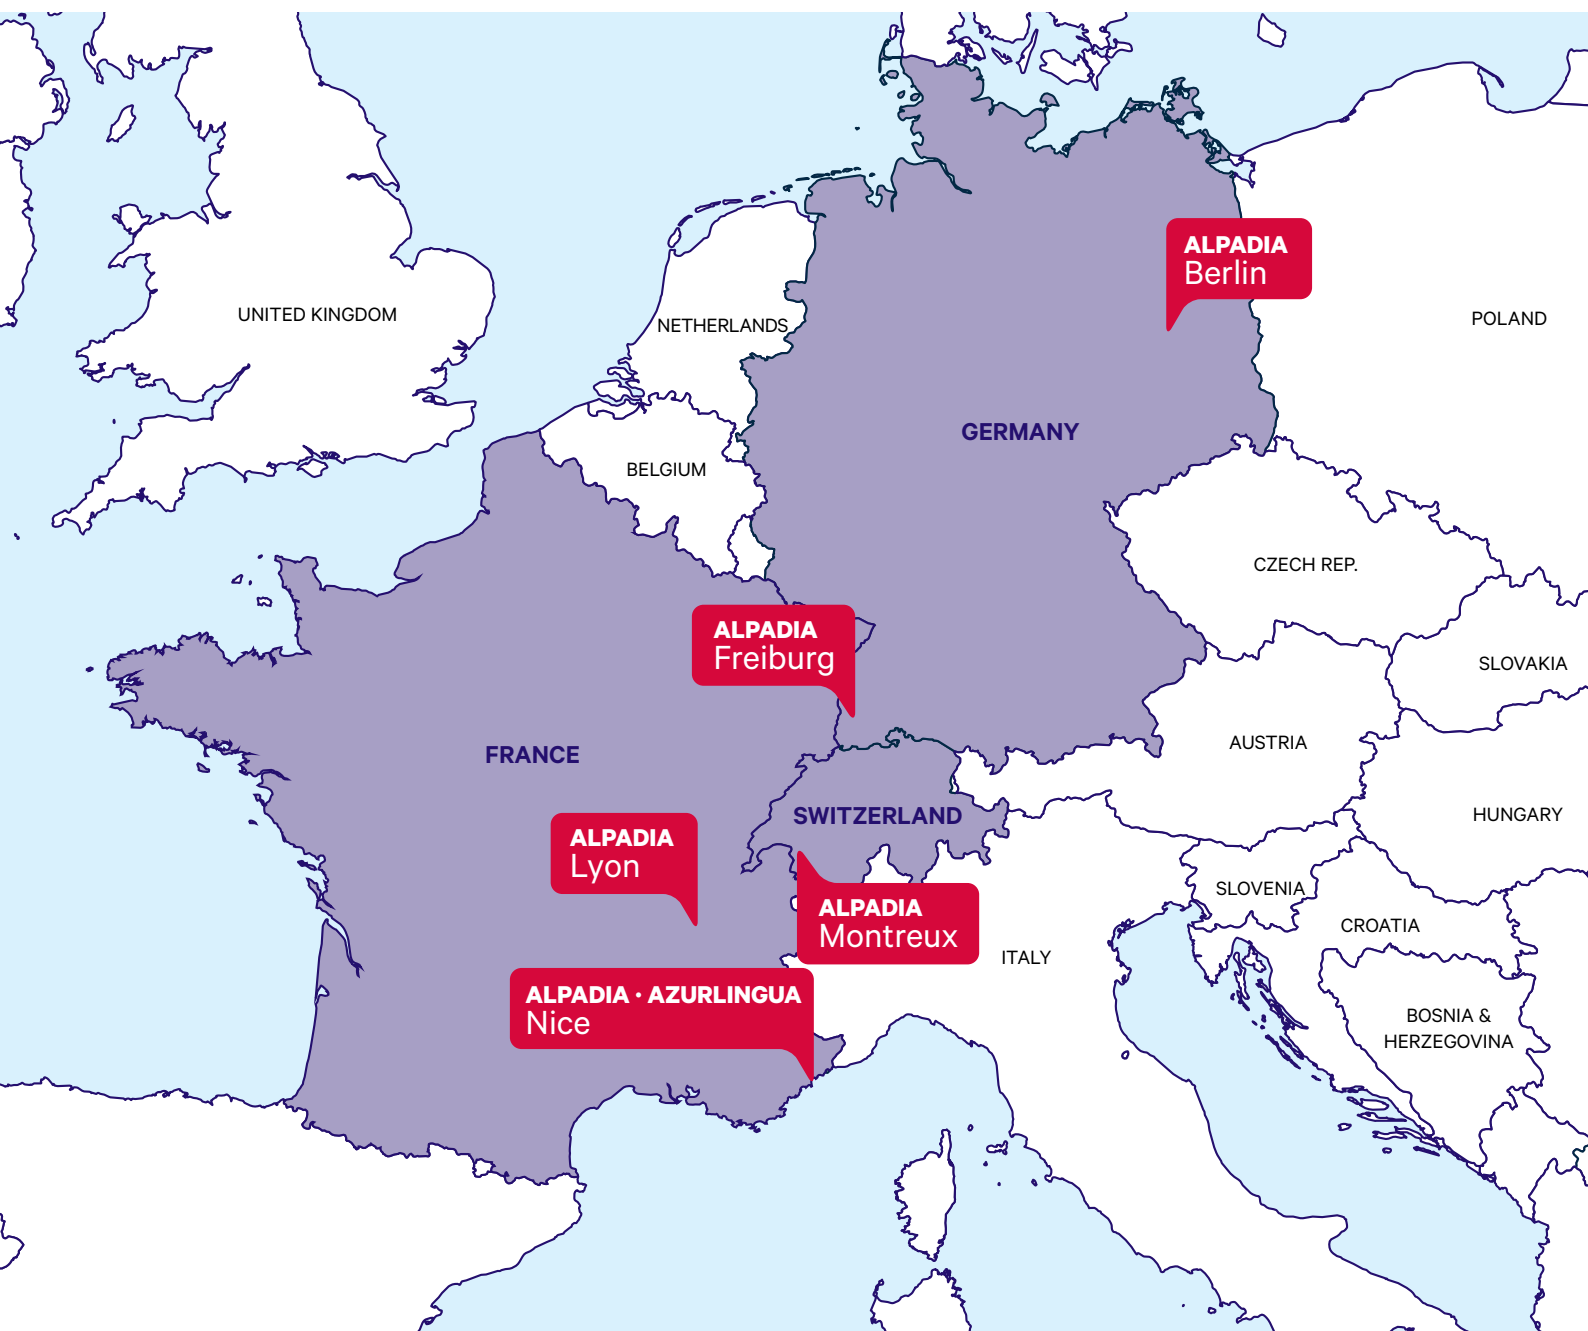 ALPADIA
Berlin
UNITED KINGDOM
NETHERLANDS
POLAND
GERMANY
BELGIUM
CZECH REP.
ALPADIA
Freiburg
SLOVAKIA
FRANCE
AUSTRIA
SWITZERLAND
HUNGARY
ALPADIA
Lyon
SLOVENIA
ALPADIA
Montreux
CROATIA
ITALY
ALPADIA · AZURLINGUA
Nice
BOSNIA &
HERZEGOVINA